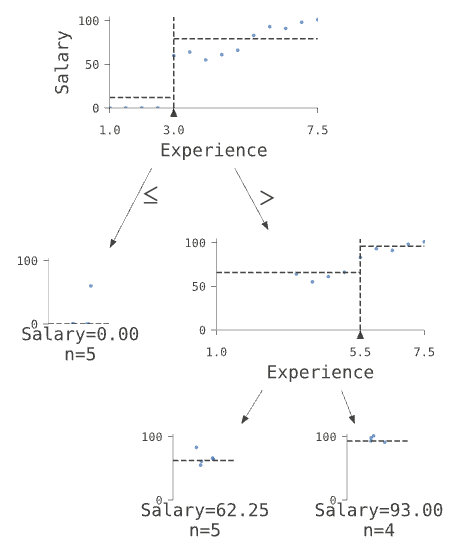 100
Salary
50
0
1.0 3.0 7.5
Experience
≤ >
100
0
Salary=0.00
n=5
100
50
0
1.0 5.5 7.5
Experience
100
0
Salary=62.25
n=5
100
0
Salary=93.00
n=4